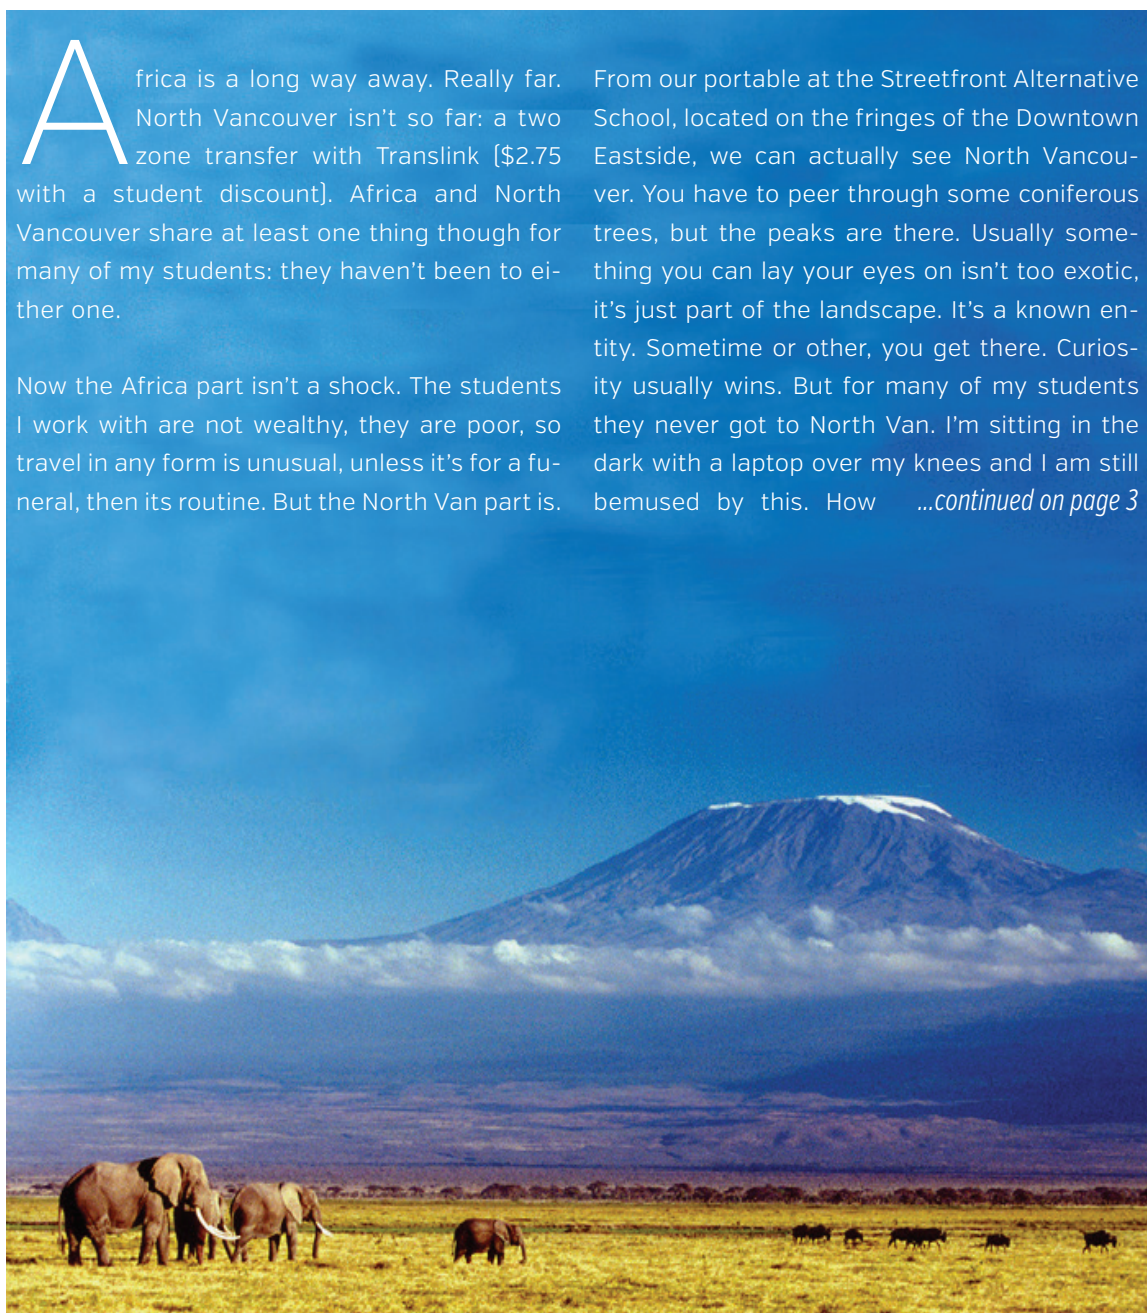 Africa is a long way away. Really far.
North Vancouver isn't so far: a two
zone transfer with Translink ($2.75
with a student discount). Africa and North
Vancouver share at least one thing though for
many of my students: they haven't been to ei-
ther one.
Now the Africa part isn't a shock. The students
I work with are not wealthy, they are poor, so
travel in any form is unusual, unless it's for a fu-
neral, then its routine. But the North Van part is.
From our portable at the Streetfront Alternative
School, located on the fringes of the Downtown
Eastside, we can actually see North Vancou-
ver. You have to peer through some coniferous
trees, but the peaks are there. Usually some-
thing you can lay your eyes on isn't too exotic,
it's just part of the landscape. It's a known en-
tity. Sometime or other, you get there. Curios-
ity usually wins. But for many of my students
they never got to North Van. I'm sitting in the
dark with a laptop over my knees and I am still
bemused by this. How ...continued on page 3